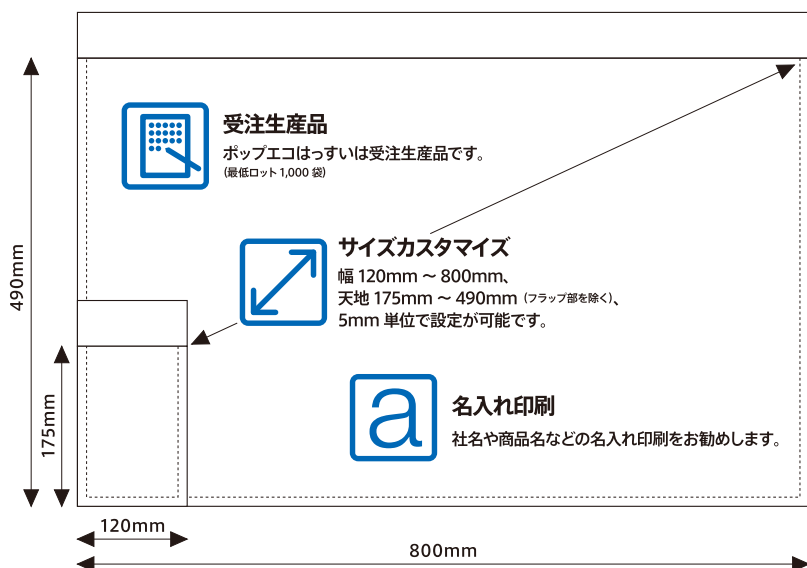 受注生産品
ポップエコはっすいは受注生産品です。
(最低ロット 1,000 袋)
サイズカスタマイズ
幅 120mm ～ 800mm、
天地 175mm ～ 490mm（フラップ部を除く）、
5mm 単位で設定が可能です。
a
名入れ印刷
社名や商品名などの名入れ印刷をお勧めします。
490mm
175mm
120mm
800mm